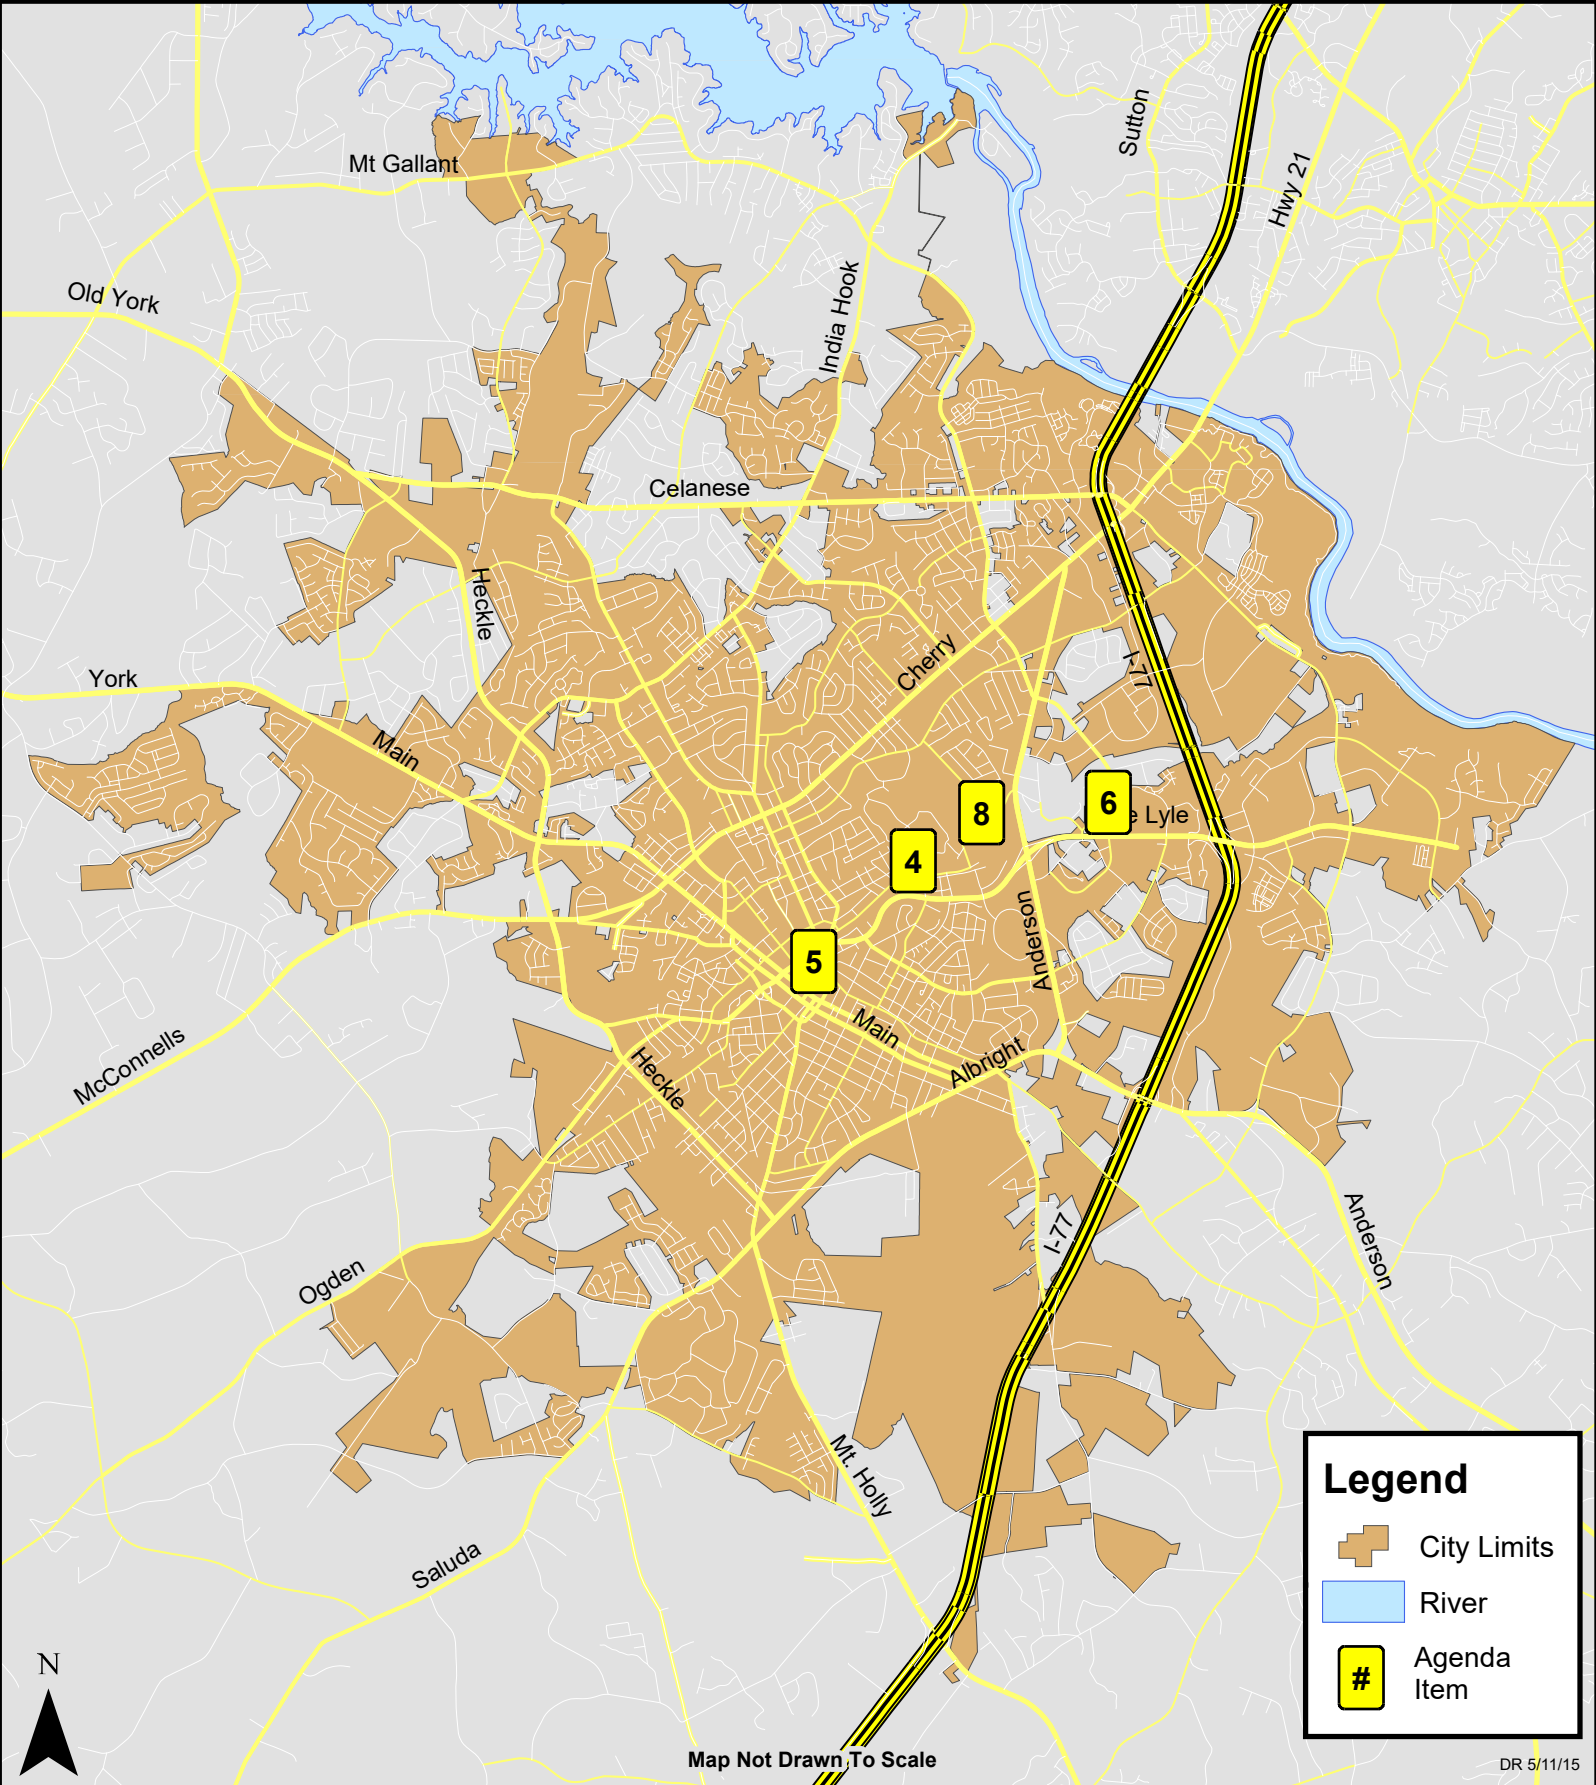 Sutton
Mt Gallant
Hwy 21
Old York
India Hook
Celanese
Heckle
Cherry
I-77
York
Main
6
8
e Lyle
4
Anderson
5
Main
McConnells
Heckle
Albright
Anderson
I-77
Ogden
Mt. Holly
Saluda
Legend
City Limits
River
#
Agenda
Item
N
Map Not Drawn To Scale
DR 5/11/15